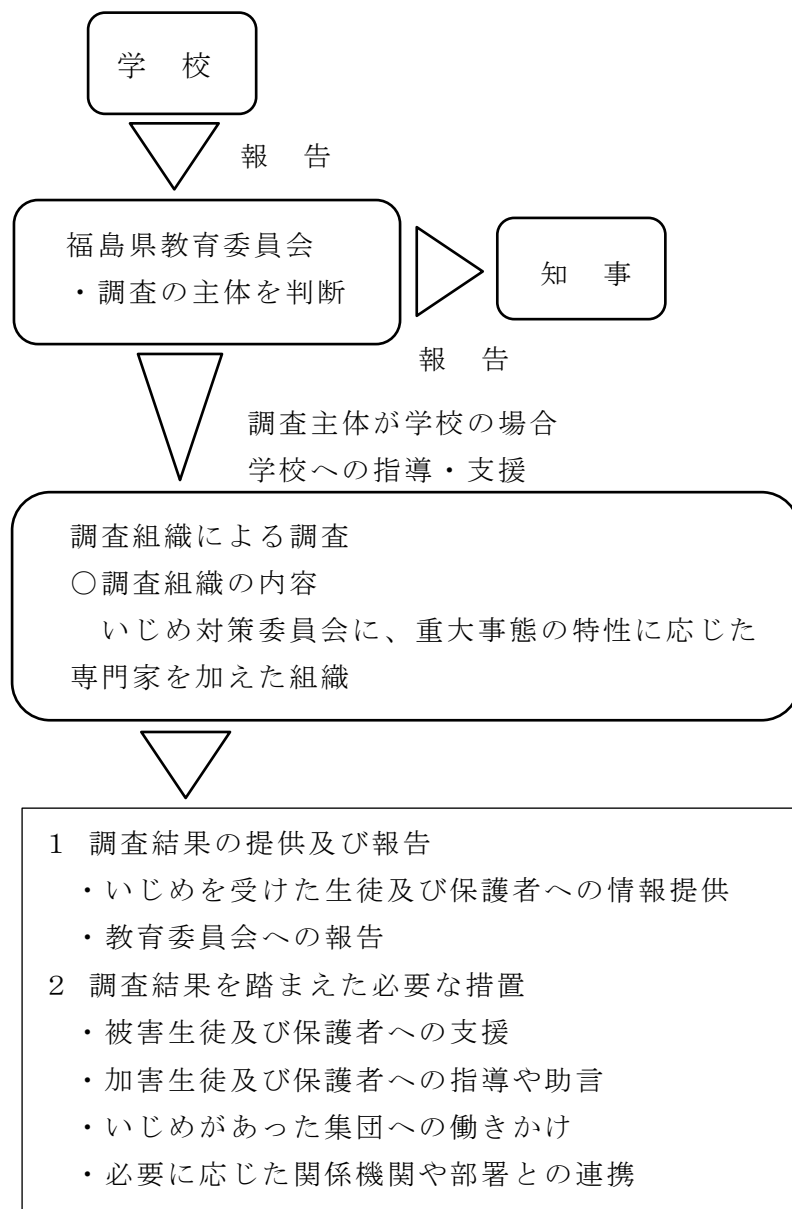 学　校
報　告
福島県教育委員会
・調査の主体を判断
知　事
報　告
調査主体が学校の場合
学校への指導・支援
調査組織による調査
○調査組織の内容
　いじめ対策委員会に、重大事態の特性に応じた
専門家を加えた組織
1　調査結果の提供及び報告
・いじめを受けた生徒及び保護者への情報提供
・教育委員会への報告
2　調査結果を踏まえた必要な措置
・被害生徒及び保護者への支援
・加害生徒及び保護者への指導や助言
・いじめがあった集団への働きかけ
・必要に応じた関係機関や部署との連携